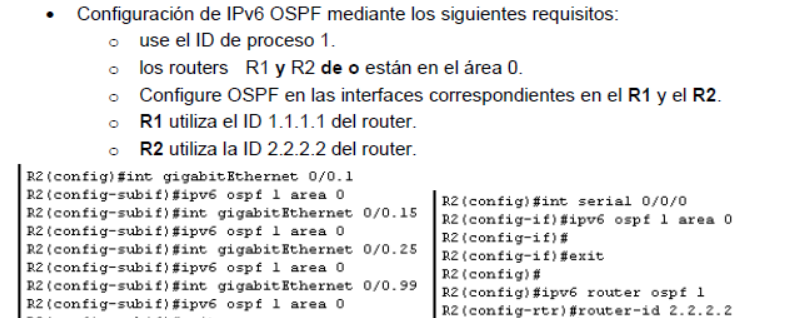 • Configuración de IPv6 OSPF mediante los siguientes requisitos:
o use el ID de proceso 1.
o los routers R1 y R2 de o están en el área 0.
o Configure OSPF en las interfaces correspondientes en el R1 y el R2.
o R1 utiliza el ID 1.1.1.1 del router.
o R2 utiliza la ID 2.2.2.2 del router.
R2(config)#int gigabitEthernet 0/0.1
R2(config-subif)#ipv6 ospf 1 area 0
R2(config-subif)#int gigabitEthernet 0/0.15
R2(config-subif)#ipv6 ospf 1 area 0
R2(config-subif)#int gigabitEthernet 0/0.25
R2(config-subif)#ipv6 ospf 1 area 0
R2(config-subif)#int gigabitEthernet 0/0.99
R2(config-subif)#ipv6 ospf 1 area 0
R2(config)#int serial 0/0/0
R2(config-if)#ipv6 ospf 1 area 0
R2(config-if)#
R2(config-if)#exit
R2(config)#
R2(config)#ipv6 router ospf 1
R2(config-rtr)#router-id 2.2.2.2